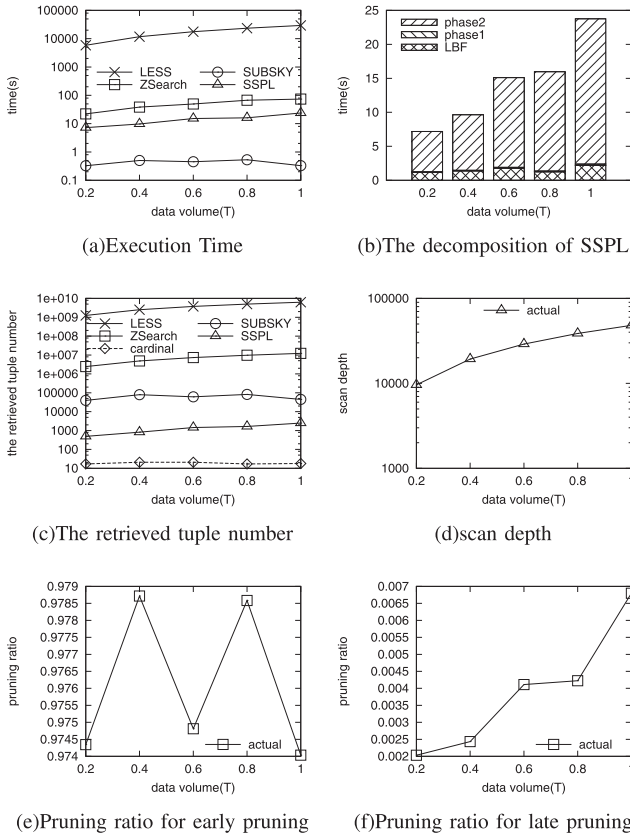 100000
10000
1000
100
10
1
0.1
time(s)
LESS
ZSearch
SUBSKY
SSPL
0.2 0.4 0.6 0.8 1
data volume(T)
(a)Execution Time
25
20
15
10
5
0
time(s)
phase2
phase1
LBF
0.2 0.4 0.6 0.8 1
data volume(T)
(b)The decomposition of SSPL
1e+010
1e+009
1e+008
1e+007
1e+006
100000
10000
1000
100
10
the retrieved tuple number
LESS
ZSearch
cardinal
SUBSKY
SSPL
0.2 0.4 0.6 0.8 1
data volume(T)
(c)The retrieved tuple number
100000
10000
1000
scan depth
actual
0.2 0.4 0.6 0.8 1
data volume(T)
(d)scan depth
0.979
0.9785
0.978
0.9775
0.977
0.9765
0.976
0.9755
0.975
0.9745
0.974
pruning ratio
actual
0.2 0.4 0.6 0.8 1
data volume(T)
(e)Pruning ratio for early pruning
0.007
0.0065
0.006
0.0055
0.005
0.0045
0.004
0.0035
0.003
0.0025
0.002
pruning ratio
actual
0.2 0.4 0.6 0.8 1
data volume(T)
(f)Pruning ratio for late pruning